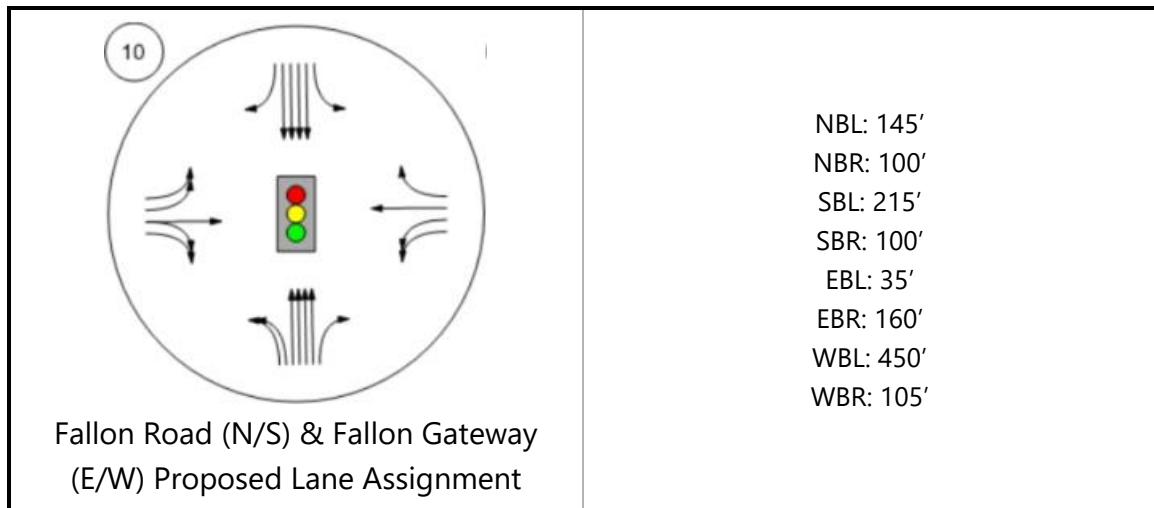 10
Fallon Road (N/S) & Fallon Gateway
(E/W) Proposed Lane Assignment
NBL: 145′
NBR: 100′
SBL: 215′
SBR: 100′
EBL: 35′
EBR: 160′
WBL: 450′
WBR: 105′